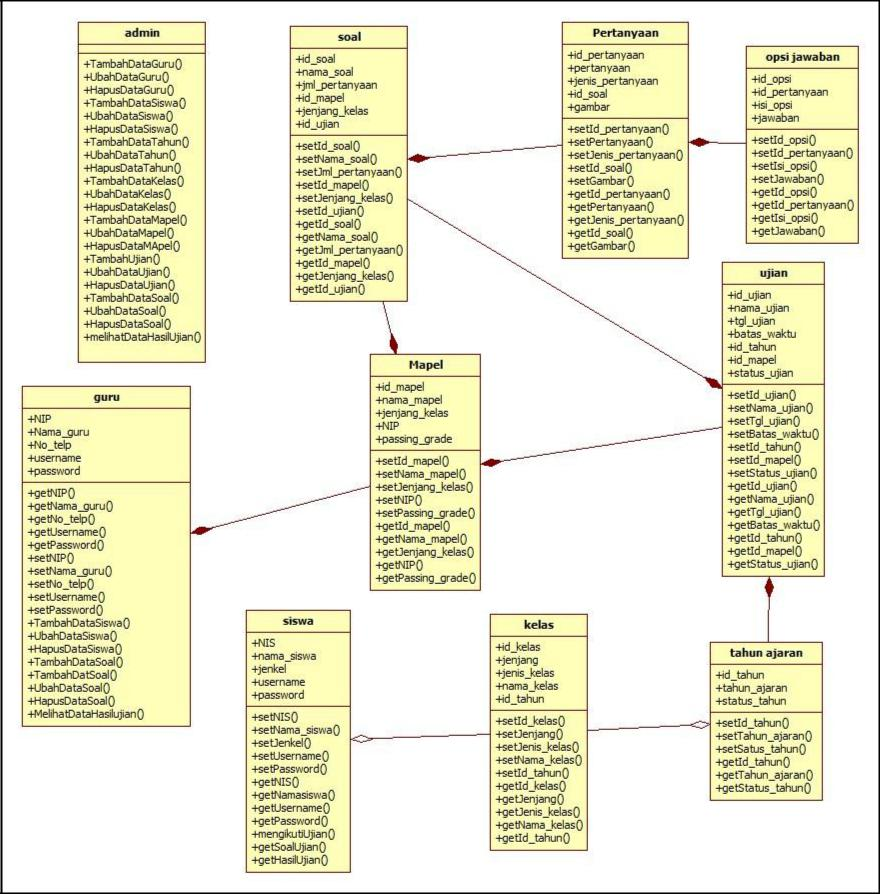 admin
+TambahDataGuru()
+UbahDataGuru()
+HapusDataGuru()
+TambahDataSiswa()
+UbahDataSiswa()
+HapusDataSiswa()
+TambahDataTahun()
+UbahDataTahun()
+HapusDataTahun()
+TambahDataKelas()
+UbahDataKelas()
+HapusDataKelas()
+TambahDataMapel()
+UbahDataMapel()
+HapusDataMApel()
+TambahUjian()
+UbahDataUjian()
+HapusDataUjian()
+TambahDataSoal()
+UbahDataSoal()
+HapusDataSoal()
+melihatDataHasilUjian()
soal
+id_soal
+nama_soal
+jml_pertanyaan
+id_mapel
+jenjang_kelas
+id_ujian
+setId_soal()
+setNama_soal()
+setJml_pertanyaan()
+setId_mapel()
+setJenjang_kelas()
+setId_ujian()
+getId_soal()
+getNama_soal()
+getJml_pertanyaan()
+getId_mapel()
+getJenjang_kelas()
+getId_ujian()
Pertanyaan
+id_pertanyaan
+pertanyaan
+jenis_pertanyaan
+id_soal
+gambar
+setId_pertanyaan()
+setPertanyaan()
+setJenis_pertanyaan()
+setId_soal()
+setGambar()
+getId_pertanyaan()
+getPertanyaan()
+getJenis_pertanyaan()
+getId_soal()
+getGambar()
opsi jawaban
+id_opsi
+id_pertanyaan
+isi_opsi
+jawaban
+setId_opsi()
+setId_pertanyaan()
+setIsi_opsi()
+setJawaban()
+getId_opsi()
+getId_pertanyaan()
+getIsi_opsi()
+getJawaban()
ujian
+id_ujian
+nama_ujian
+tgl_ujian
+batas_waktu
+id_tahun
+id_mapel
+status_ujian
+setId_ujian()
+setNama_ujian()
+setTgl_ujian()
+setBatas_waktu()
+setId_tahun()
+setId_mapel()
+setStatus_ujian()
+getId_ujian()
+getNama_ujian()
+getTgl_ujian()
+getBatas_waktu()
+getId_tahun()
+getId_mapel()
+getStatus_ujian()
Mapel
+id_mapel
+nama_mapel
+jenjang_kelas
+NIP
+passing_grade
+setId_mapel()
+setNama_mapel()
+setJenjang_kelas()
+setNIP()
+setPassing_grade()
+getId_mapel()
+getNama_mapel()
+getJenjang_kelas()
+getNIP()
+getPassing_grade()
guru
+NIP
+Nama_guru
+No_telp
+username
+password
+getNIP()
+getNama_guru()
+getNo_telp()
+getUsername()
+getPassword()
+setNIP()
+setNama_guru()
+setNo_telp()
+setUsername()
+setPassword()
+TambahDataSiswa()
+UbahDataSiswa()
+HapusDataSiswa()
+TambahDataSoal()
+TambahDatSoal()
+UbahDataSoal()
+HapusDataSoal()
+MelihatDataHasilujian()
siswa
+NIS
+nama_siswa
+jenkel
+username
+password
+setNIS()
+setNama_siswa()
+setJenkel()
+setUsername()
+setPassword()
+getNIS()
+getNamasiswa()
+getUsername()
+getPassword()
+mengikutiUjian()
+getSoalUjian()
+getHasilUjian()
kelas
+id_kelas
+jenjang
+jenis_kelas
+nama_kelas
+id_tahun
+setId_kelas()
+setJenjang()
+setJenis_kelas()
+setNama_kelas()
+setId_tahun()
+getId_kelas()
+getJenjang()
+getJenis_kelas()
+getNama_kelas()
+getId_tahun()
tahun ajaran
+id_tahun
+tahun_ajaran
+status_tahun
+setId_tahun()
+setTahun_ajaran()
+setSatus_tahun()
+getId_tahun()
+getTahun_ajaran()
+getStatus_tahun()